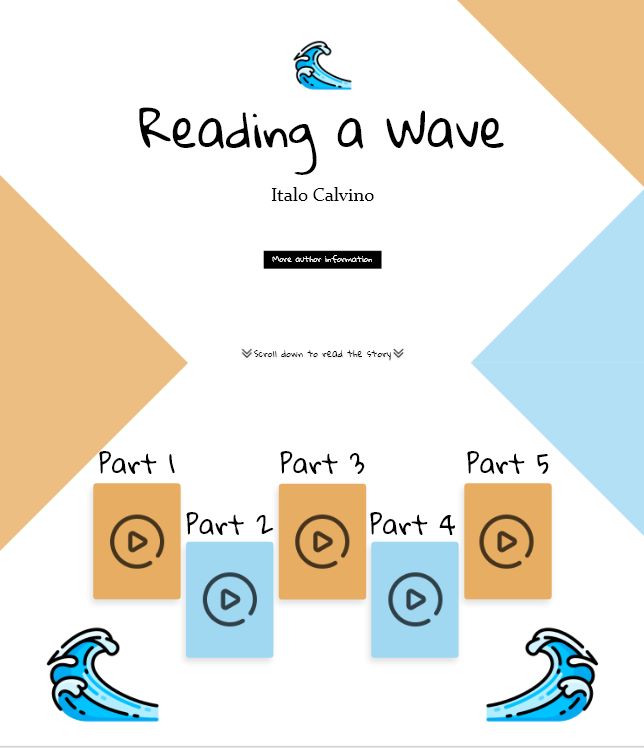 Reading a Wave
Italo Calvino
More author information
Scroll down to read the story
Part 1
Part 2
Part 3
Part 4
Part 5